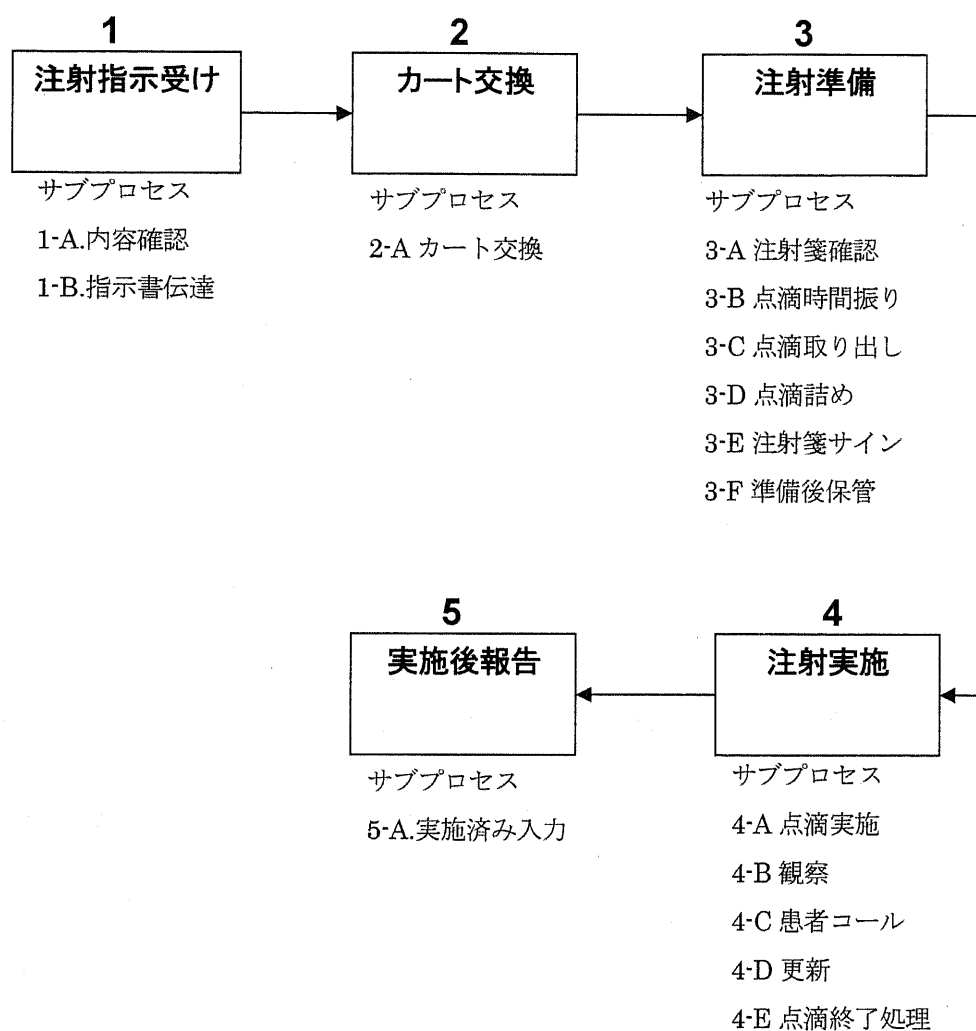 1
注射指示受け
サブプロセス
1-A.内容確認
1-B.指示書伝達
2
カート交換
サブプロセス
2-A カート交換
3
注射準備
サブプロセス
3-A 注射箋確認
3-B 点滴時間振り
3-C 点滴取り出し
3-D 点滴詰め
3-E 注射箋サイン
3-F 準備後保管
4
注射実施
サブプロセス
4-A 点滴実施
4-B 観察
4-C 患者コール
4-D 更新
4-E 点滴終了処理
5
実施後報告
サブプロセス
5-A.実施済み入力